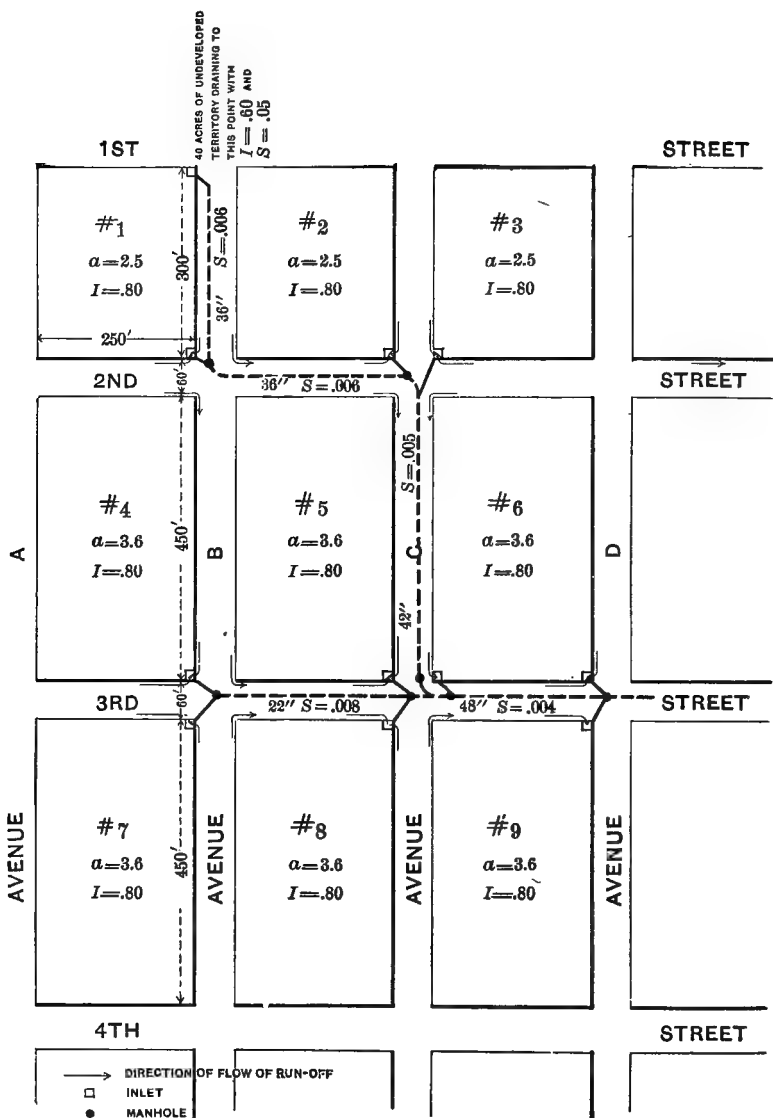 40 ACRES OF UNDEVELOPED
TERRITORY DRAINING TO
THIS POINT WITH
I=.60 AND
S=.05
1ST STREET
#1
a=2.5
I=.80
300'
250'
S=.006
36"
#2
a=2.5
I=.80
#3
a=2.5
I=.80
2ND
60'
36" S=.006
STREET
#4
a=3.6
I=.80
450'
#5
a=3.6
I=.80
S=.005
42"
#6
a=3.6
I=.80
A
B
C
D
3RD
60'
22" S=.008
48" S=.004
STREET
#7
a=3.6
I=.80
450'
#8
a=3.6
I=.80
#9
a=3.6
I=.80
AVENUE
AVENUE
AVENUE
AVENUE
4TH STREET
DIRECTION OF FLOW OF RUN-OFF
INLET
MANHOLE